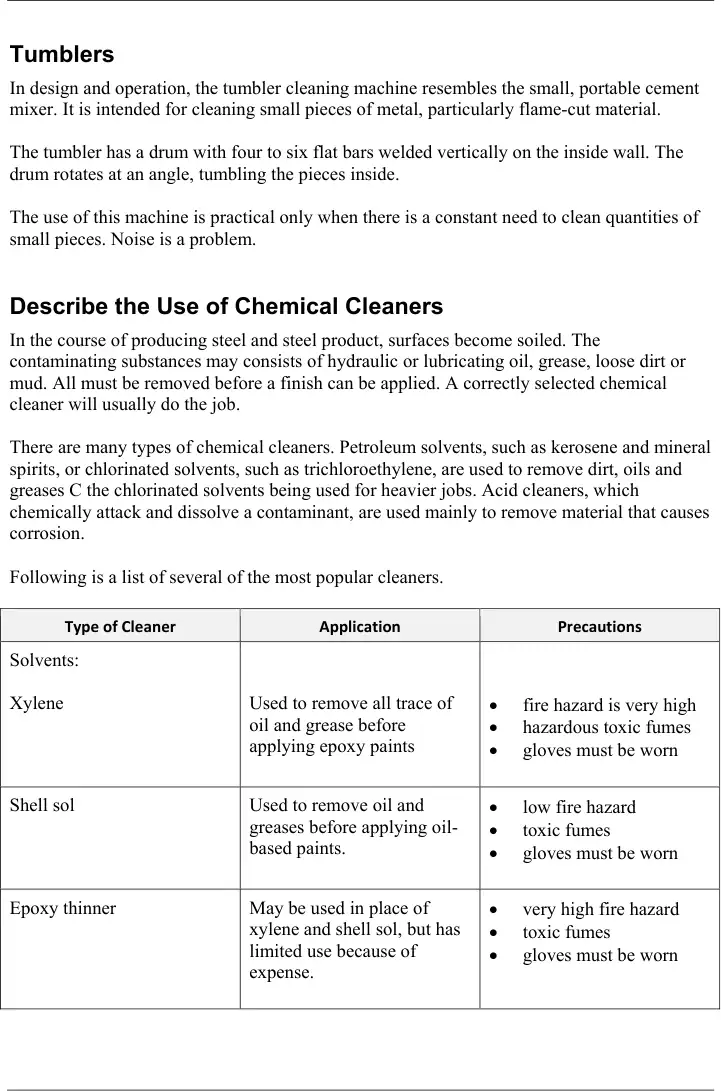 Tumblers
In design and operation, the tumbler cleaning machine resembles the small, portable cement
mixer. It is intended for cleaning small pieces of metal, particularly flame-cut material.
The tumbler has a drum with four to six flat bars welded vertically on the inside wall. The
drum rotates at an angle, tumbling the pieces inside.
The use of this machine is practical only when there is a constant need to clean quantities of
small pieces. Noise is a problem.
Describe the Use of Chemical Cleaners
In the course of producing steel and steel product, surfaces become soiled. The
contaminating substances may consists of hydraulic or lubricating oil, grease, loose dirt or
mud. All must be removed before a finish can be applied. A correctly selected chemical
cleaner will usually do the job.
There are many types of chemical cleaners. Petroleum solvents, such as kerosene and mineral
spirits, or chlorinated solvents, such as trichloroethylene, are used to remove dirt, oils and
greases C the chlorinated solvents being used for heavier jobs. Acid cleaners, which
chemically attack and dissolve a contaminant, are used mainly to remove material that causes
corrosion.
Following is a list of several of the most popular cleaners.
Type of Cleaner Application Precautions
Solvents:
Xylene
Used to remove all trace of
oil and grease before
applying epoxy paints
• fire hazard is very high
• hazardous toxic fumes
• gloves must be worn
Shell sol
Used to remove oil and
greases before applying oil-
based paints.
• low fire hazard
• toxic fumes
• gloves must be worn
Epoxy thinner
May be used in place of
xylene and shell sol, but has
limited use because of
expense.
• very high fire hazard
• toxic fumes
• gloves must be worn